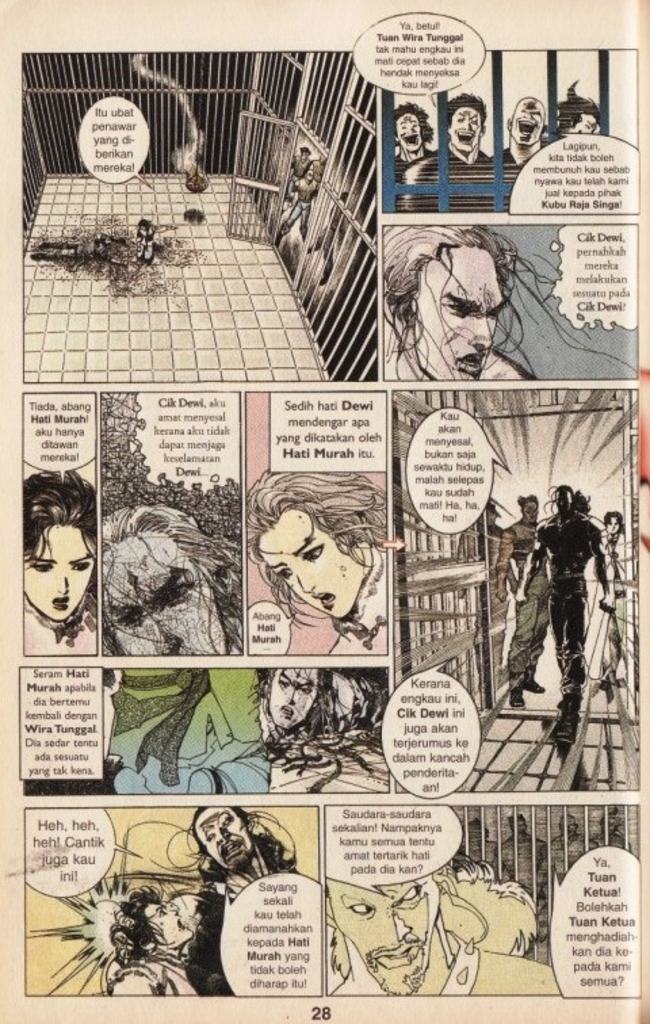 Itu ubat
penawar
yang di-
berikan
mereka!
Ya, betul!
Tuan Wira Tunggal
tak mahu engkau ini
mati cepat sebab dia
hendak menyeksa
kau lagi!
Lagipun,
kita tidak boleh
membunuh kau sebab
nyawa kau telah kami
jual kepada pihak
Kubu Raja Singa!
Cik Dewi,
pernahkah
mereka
melakukan
sesuatu pada
Cik Dewi?
Tiada, abang
Hati Murah!
aku hanya
ditawan
mereka!
Cik Dewi, aku
amat menyesal
kerana aku tidak
dapat menjaga
keselamatan
Dewi...
Sedih hati Dewi
mendengar apa
yang dikatakan oleh
Hati Murah itu.
Abang
Hati
Murah
...
Kau
akan
menyesal,
bukan saja
sewaktu hidup,
malah selepas
kau sudah
mati! Ha, ha,
ha!
Kerana
engkau ini,
Cik Dewi ini
juga akan
terjerumus ke
dalam kancah
penderita-
an!
Seram Hati
Murah apabila
dia bertemu
kembali dengan
Wira Tunggal.
Dia sedar tentu
ada sesuatu
yang tak kena.
Heh, heh,
heh! Cantik
juga kau
ini!
Sayang
sekali
kau telah
diamanahkan
kepada Hati
Murah yang
tidak boleh
diharap itu!
Saudara-saudara
sekalian! Nampaknya
kamu semua tentu
amat tertarik hati
pada dia kan?
Ya,
Tuan
Ketua!
Bolehkah
Tuan Ketua
menghadiah-
kan dia ke-
pada kami
semua?
28